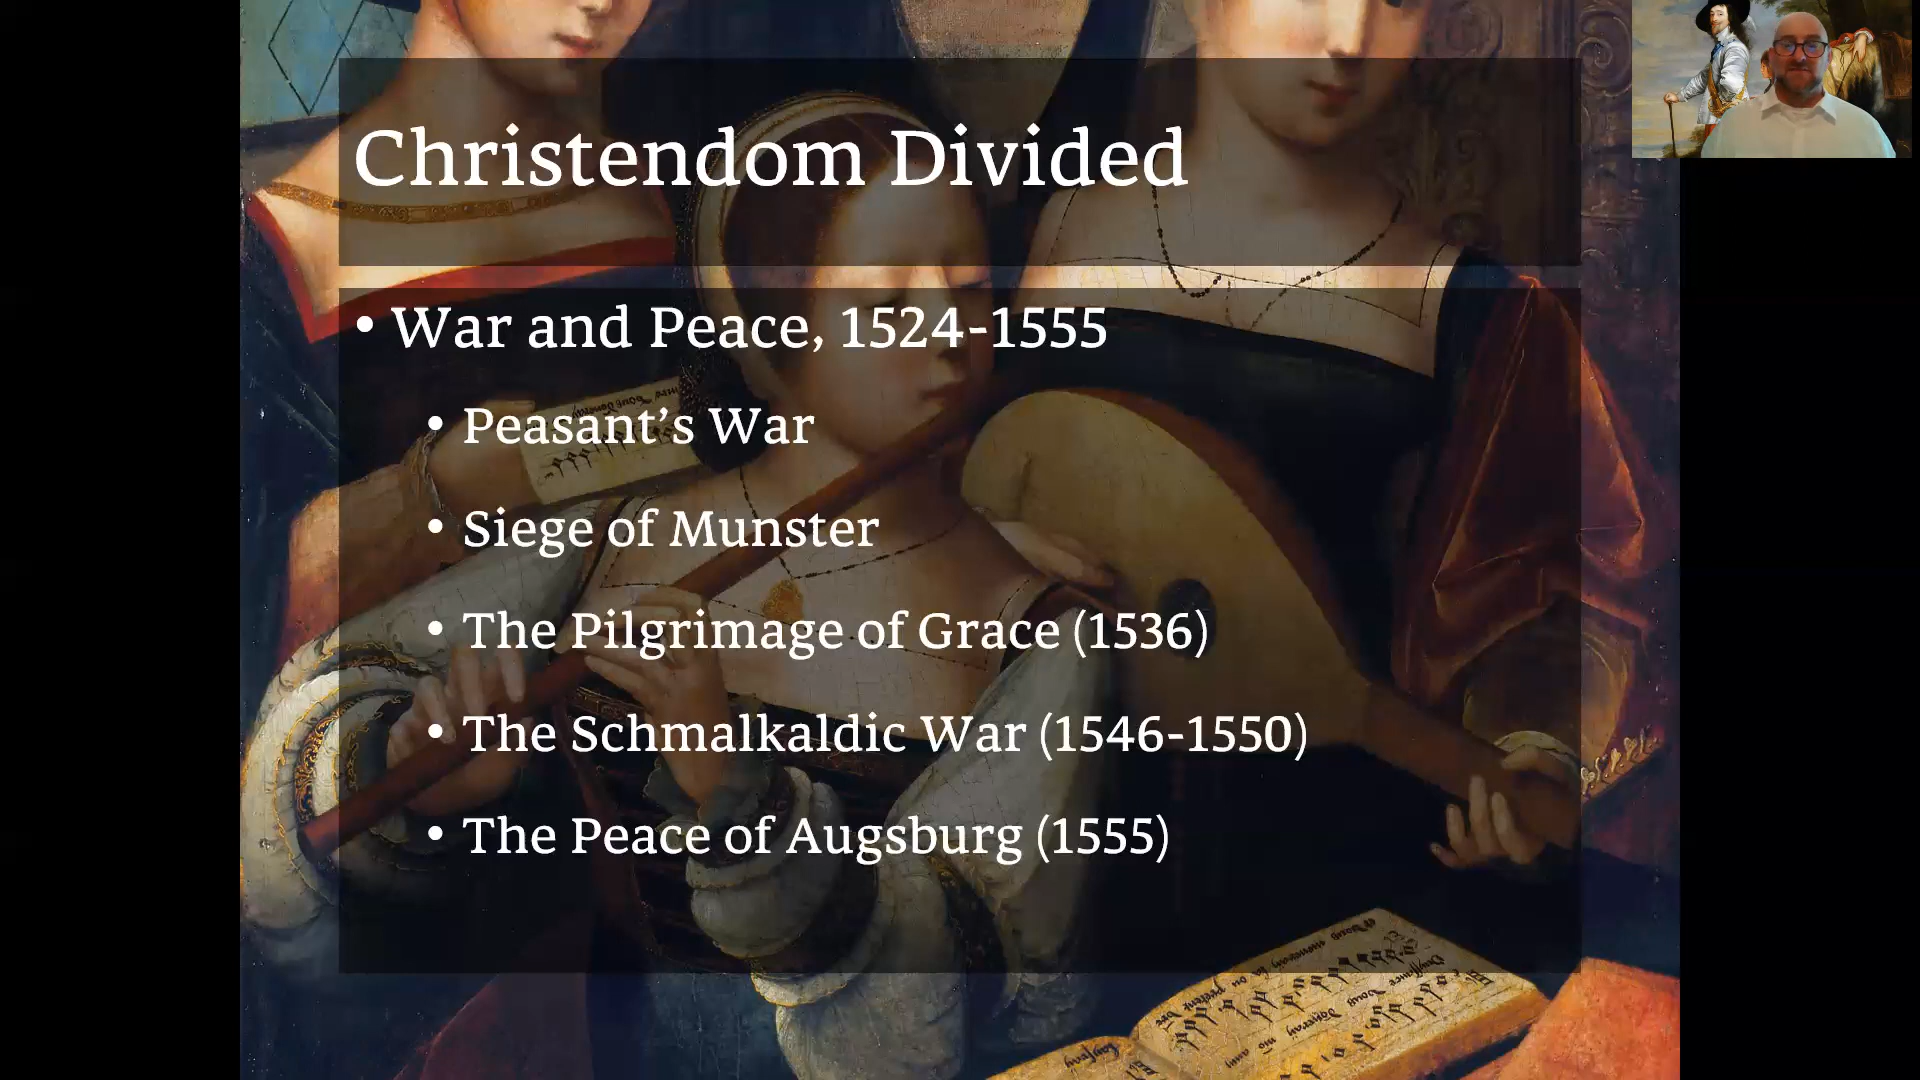 Christendom Divided
• War and Peace, 1524-1555
• Peasant’s War
• Siege of Munster
• The Pilgrimage of Grace (1536)
• The Schmalkaldic War (1546-1550)
• The Peace of Augsburg (1555)